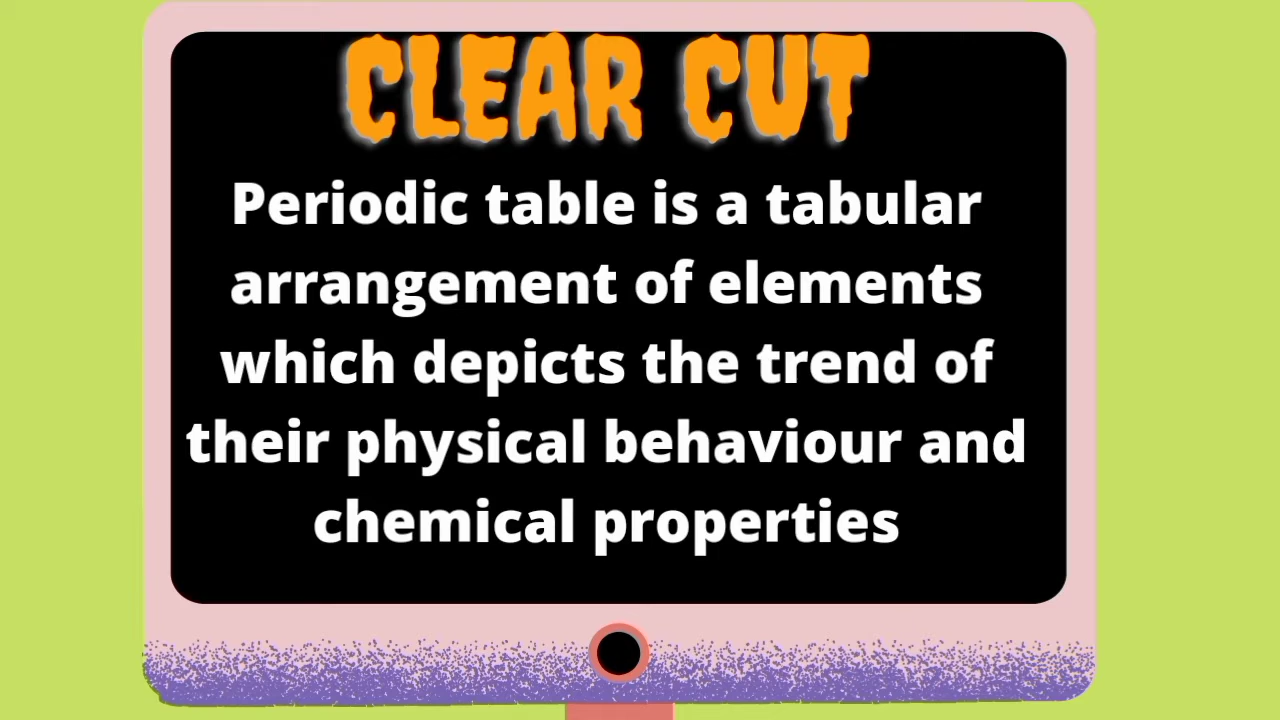 CLEAR CUT
Periodic table is a tabular
arrangement of elements
which depicts the trend of
their physical behaviour and
chemical properties